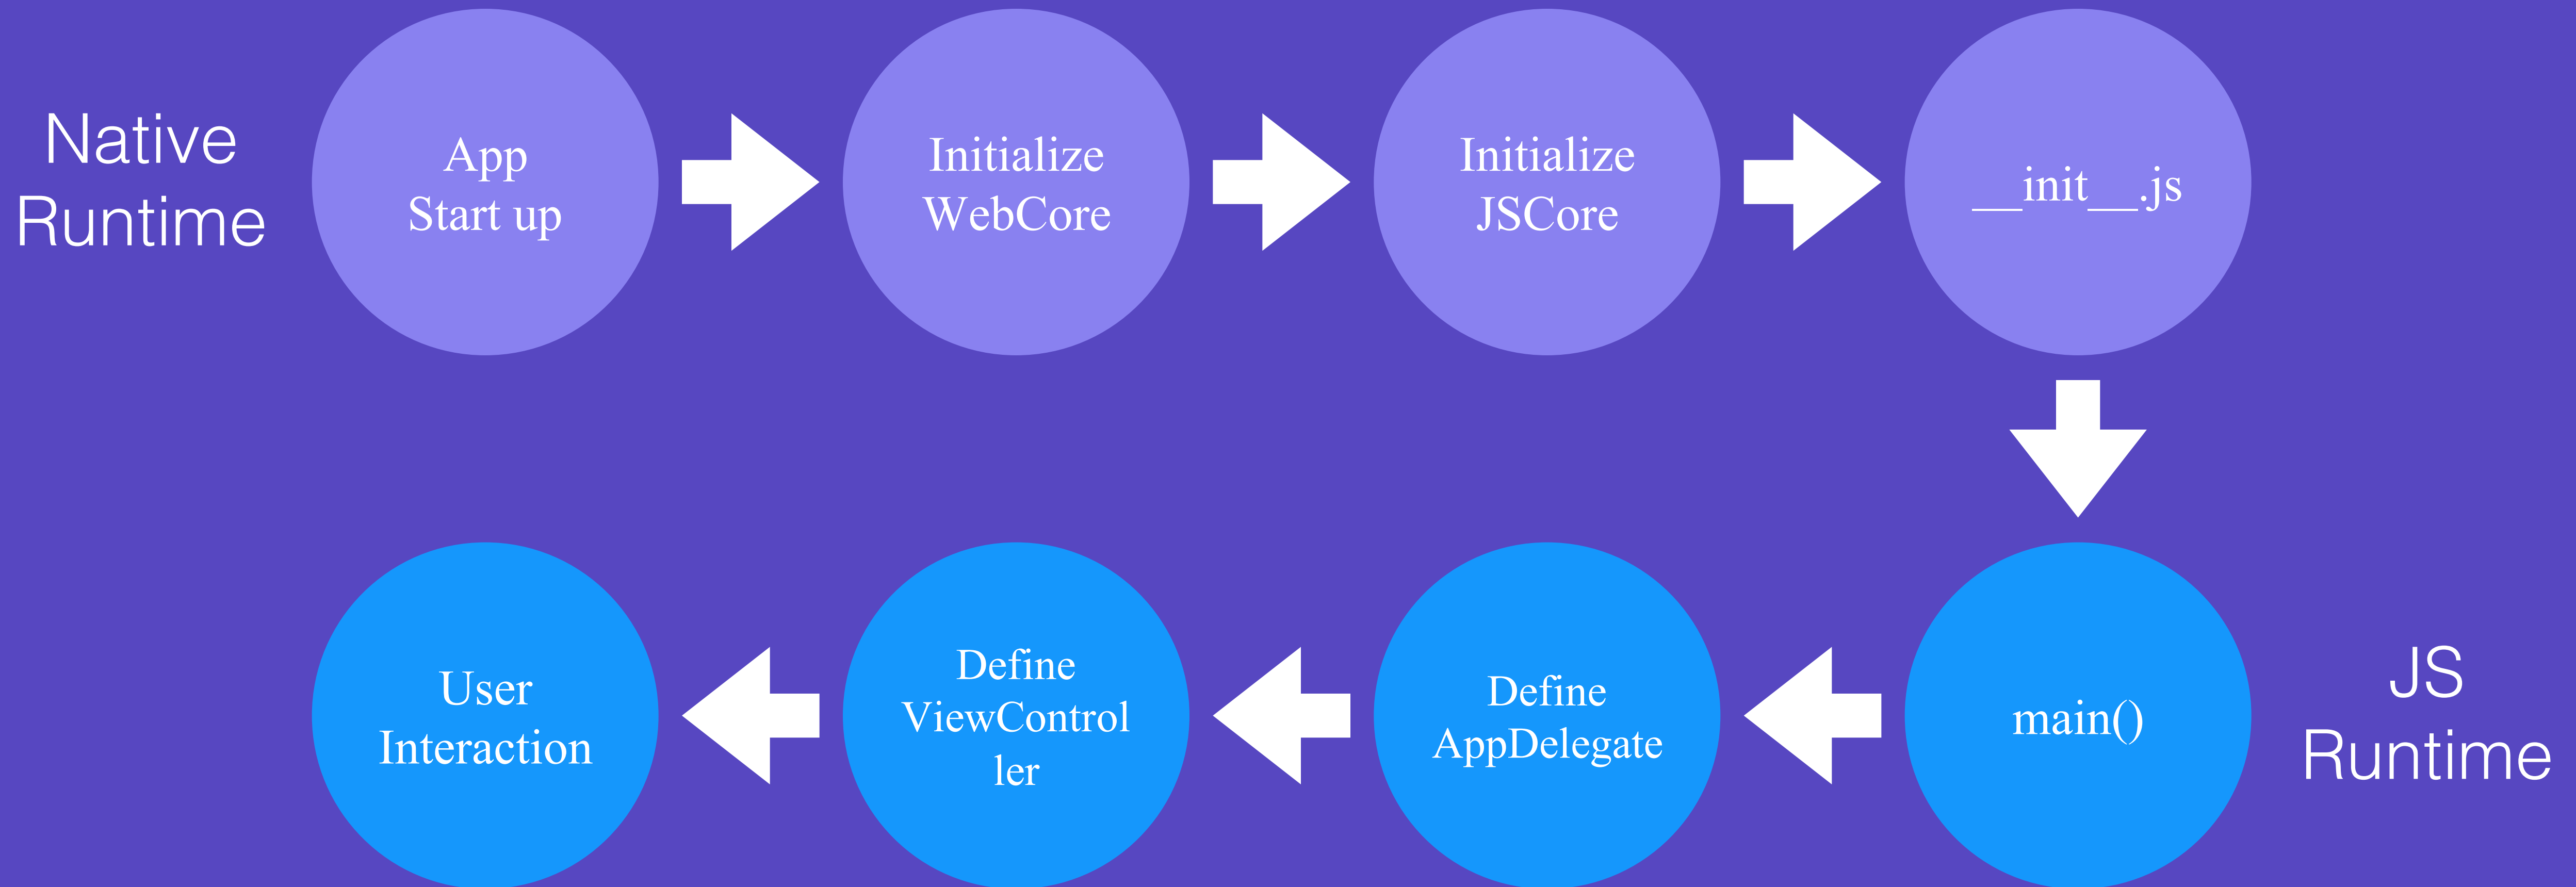 Native
Runtime
App
Start up
Initialize
WebCore
Initialize
JSCore
__init__.js
User
Interaction
Define
ViewControl
ler
Define
AppDelegate
main()
JS
Runtime